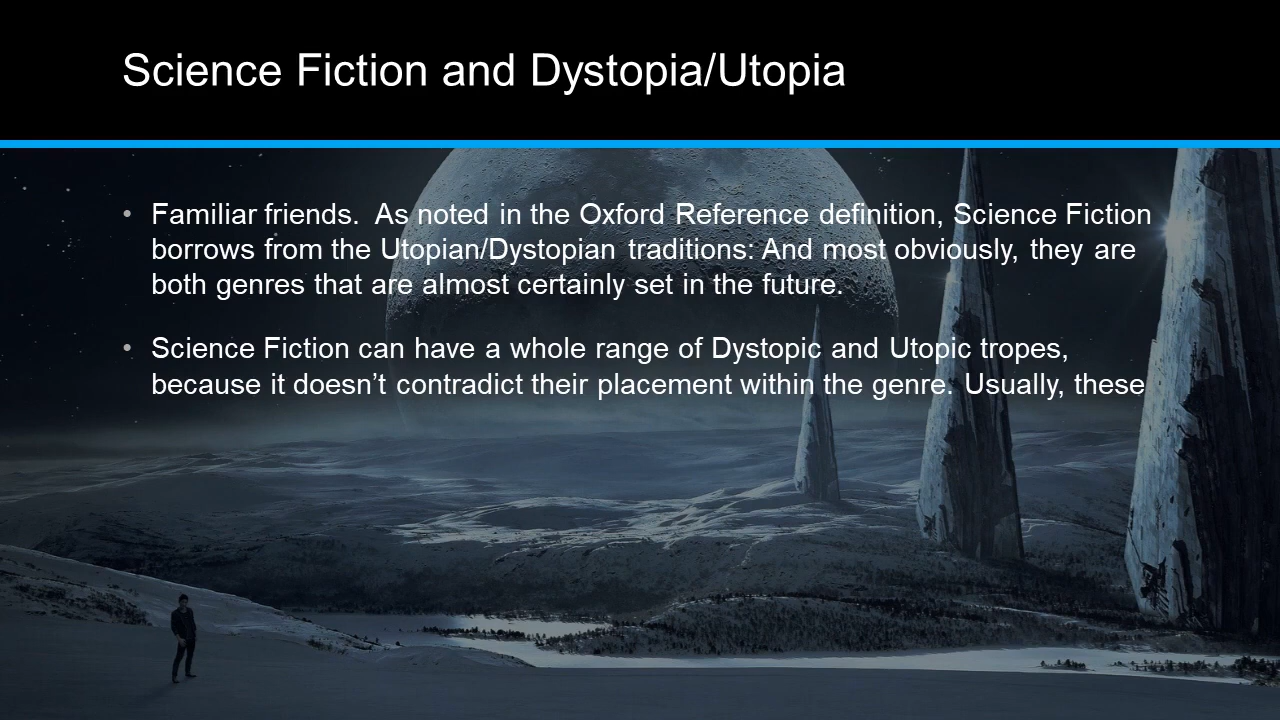 Science Fiction and Dystopia/Utopia
• Familiar friends.  As noted in the Oxford Reference definition, Science Fiction
borrows from the Utopian/Dystopian traditions: And most obviously, they are
both genres that are almost certainly set in the future.
• Science Fiction can have a whole range of Dystopic and Utopic tropes,
because it doesn’t contradict their placement within the genre. Usually, these